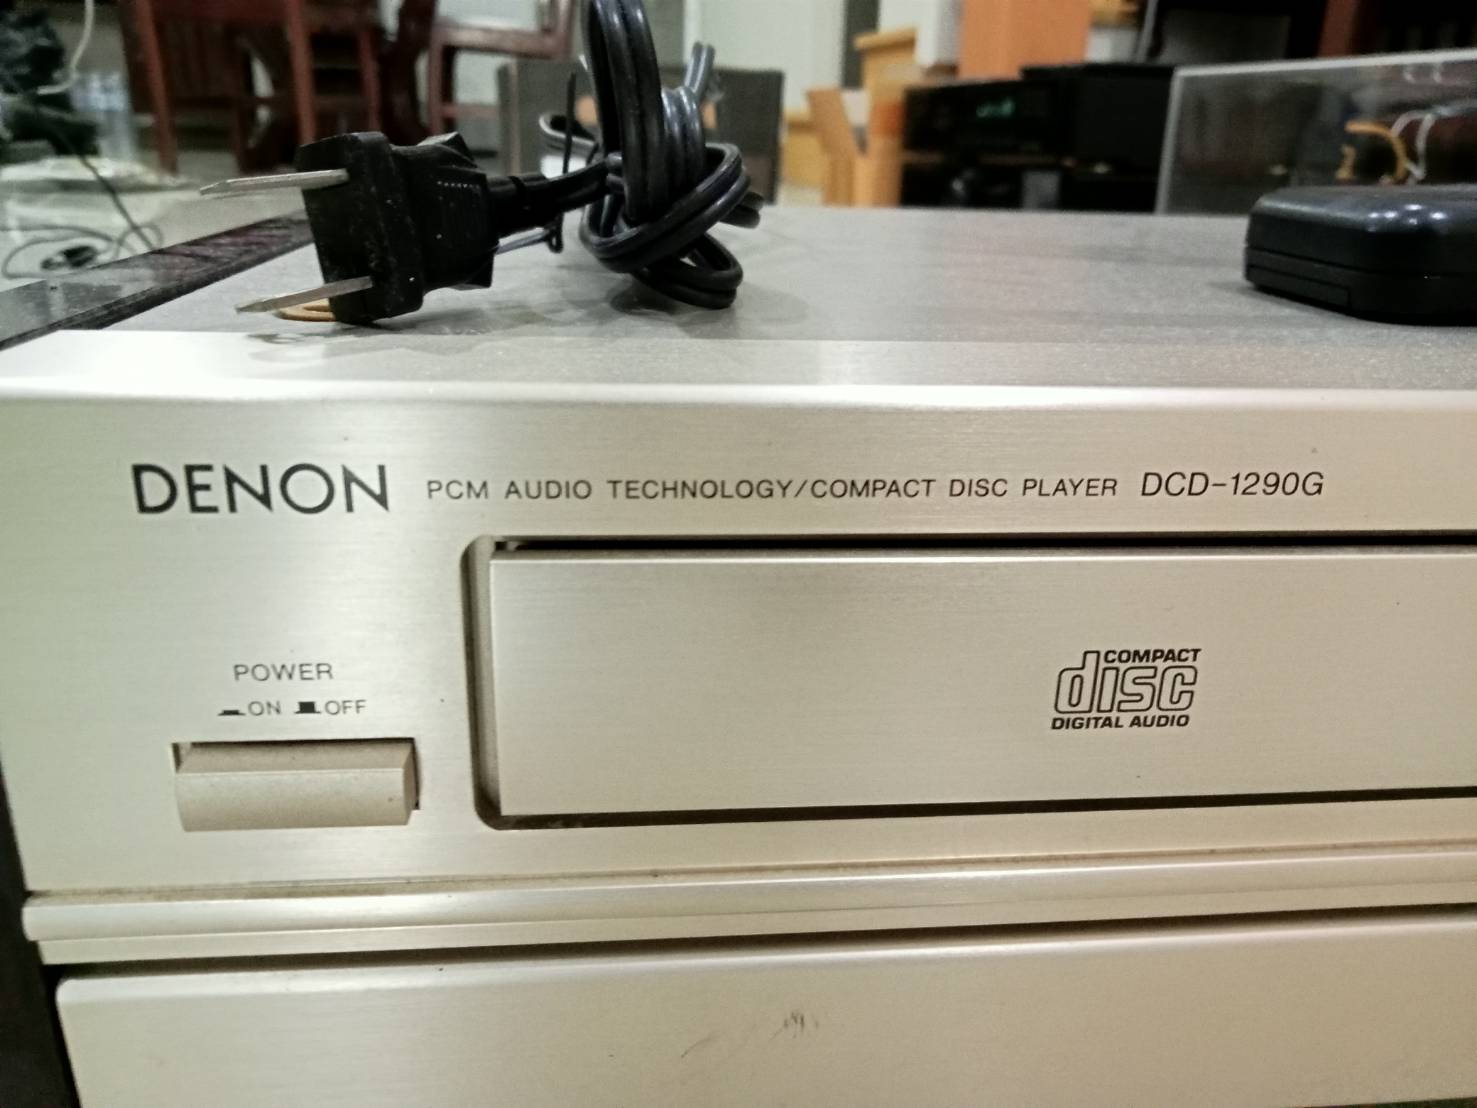 DENON PCM AUDIO TECHNOLOGY/COMPACT DISC PLAYER DCD-1290G
POWER
ON OFF
COMPACT
disc
DIGITAL AUDIO